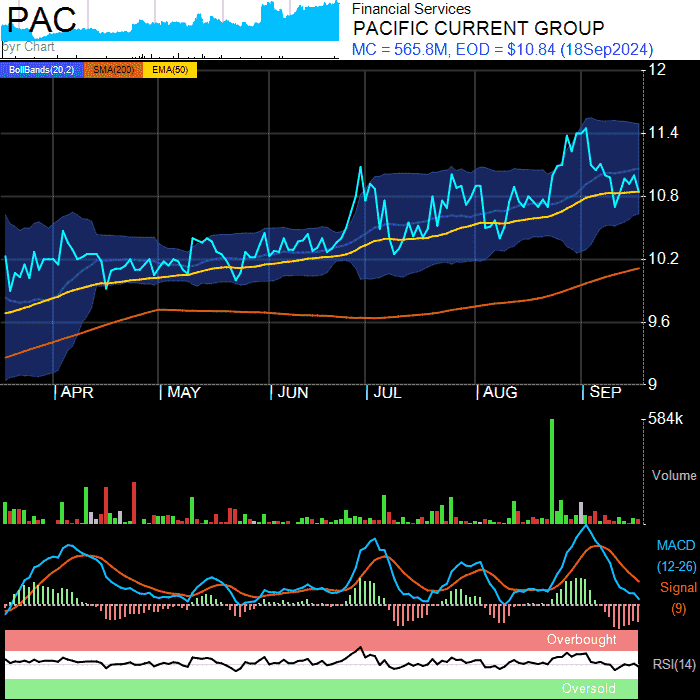 PAC
5yr Chart
Financial Services
PACIFIC CURRENT GROUP
MC = 565.8M, EOD = $10.84 (18Sep2024)
BollBands(20,2) SMA(200) EMA(50)
12
11.4
10.8
10.2
9.6
9
APR MAY JUN JUL AUG SEP
584k
Volume
MACD
(12-26)
Signal
(9)
Overbought
RSI(14)
Oversold